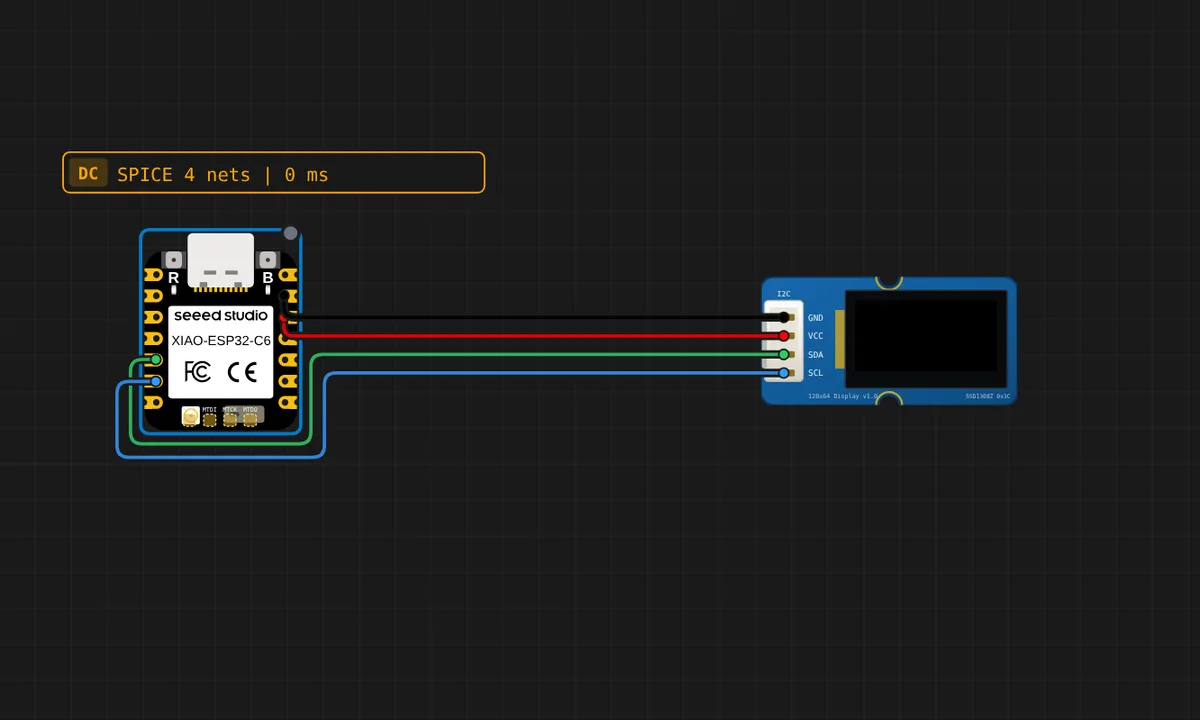 DC SPICE 4 nets | 0 ms
R B
seeed studio
XIAO-ESP32-C6
FC CE
MTDI MTCK MTDO
I2C
GND
VCC
SDA
SCL
128x64 Display v1.0
SSD1308Z 0x3C